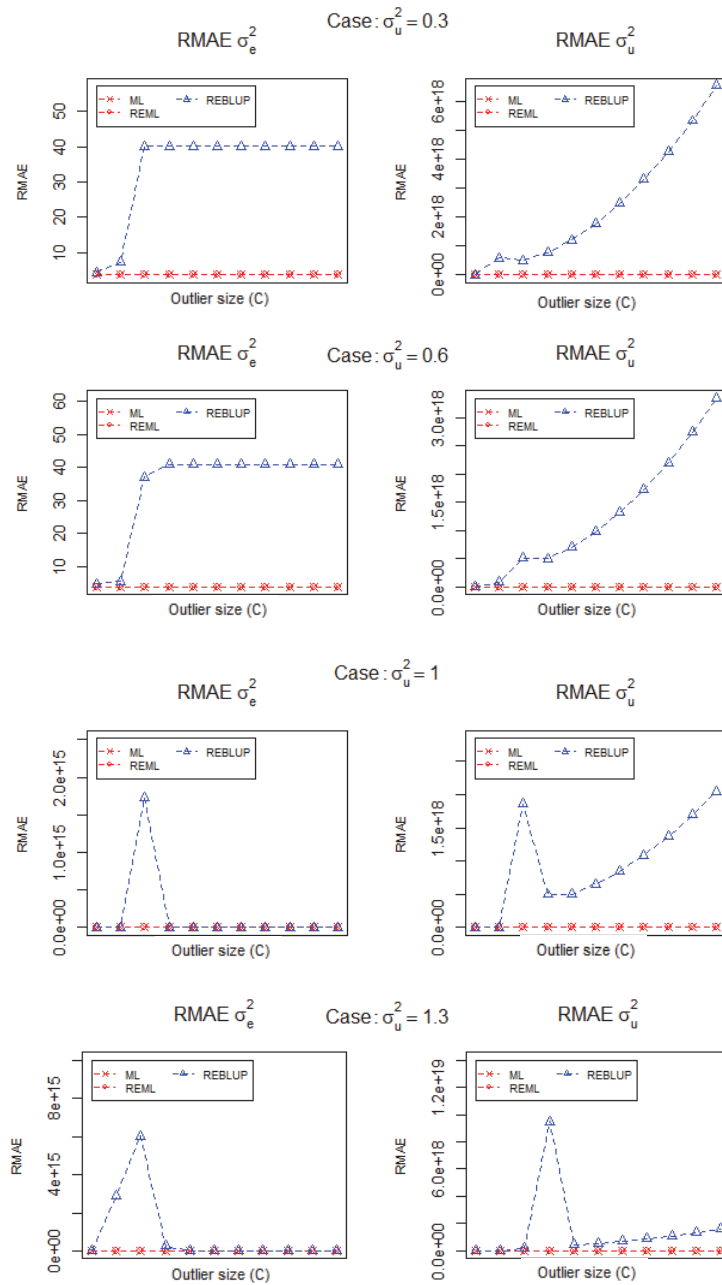 Case: σ²ᵤ = 0.3
RMAE σ²ₑ
RMAE σ²ᵤ
ML
REML
REBLUP
RMAE
50
40
30
20
10
Outlier size (C)
ML
REML
REBLUP
RMAE
6e+18
4e+18
2e+18
0e+00
Outlier size (C)
Case: σ²ᵤ = 0.6
RMAE σ²ₑ
RMAE σ²ᵤ
ML
REML
REBLUP
RMAE
60
50
40
30
20
10
Outlier size (C)
ML
REML
REBLUP
RMAE
3.0e+18
1.5e+18
0.0e+00
Outlier size (C)
Case: σ²ᵤ = 1
RMAE σ²ₑ
RMAE σ²ᵤ
ML
REML
REBLUP
RMAE
2.0e+15
1.0e+15
0.0e+00
Outlier size (C)
ML
REML
REBLUP
RMAE
1.5e+18
0.0e+00
Outlier size (C)
Case: σ²ᵤ = 1.3
RMAE σ²ₑ
RMAE σ²ᵤ
ML
REML
REBLUP
RMAE
8e+15
4e+15
0e+00
Outlier size (C)
ML
REML
REBLUP
RMAE
1.2e+19
6.0e+18
0.0e+00
Outlier size (C)